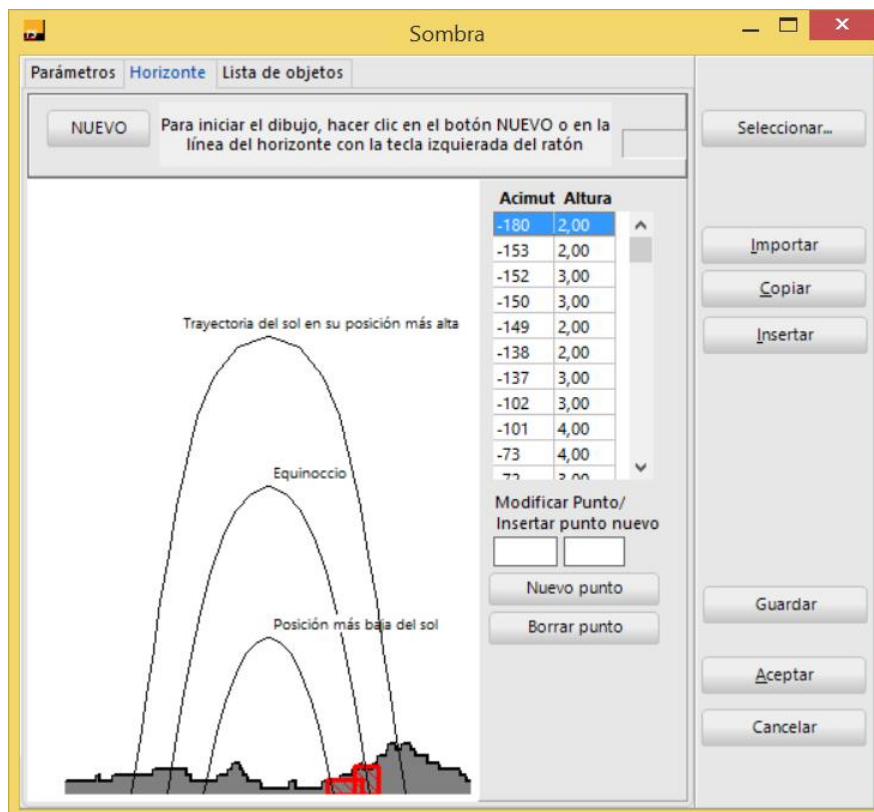 Sombra
Parámetros Horizonte Lista de objetos
NUEVO
Para iniciar el dibujo, hacer clic en el botón NUEVO o en la
línea del horizonte con la tecla izquierada del ratón
Seleccionar...
Importar
Copiar
Insertar
Acimut Altura
-180 2,00
-153 2,00
-152 3,00
-150 3,00
-149 2,00
-138 2,00
-137 3,00
-102 3,00
-101 4,00
-73 4,00
-72 3,00
Trayectoria del sol en su posición más alta
Equinoccio
Posición más baja del sol
Modificar Punto/
Insertar punto nuevo
Nuevo punto
Borrar punto
Guardar
Aceptar
Cancelar